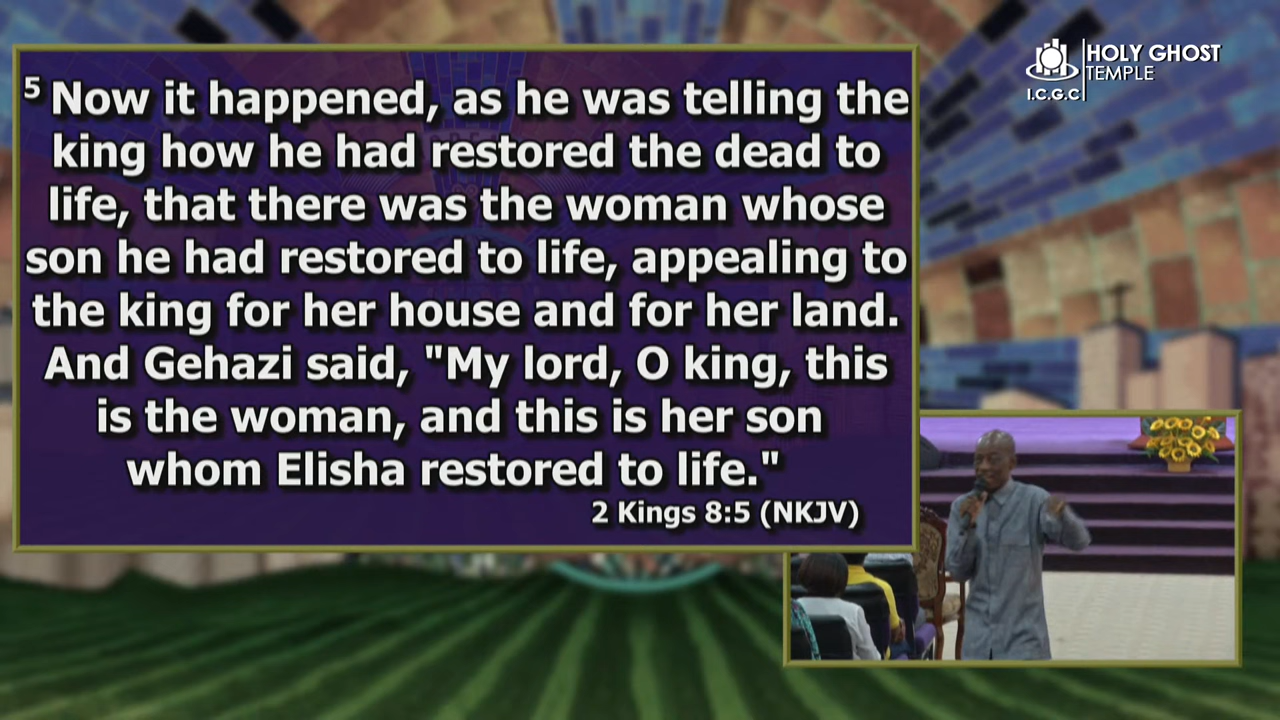 HOLY GHOST
TEMPLE
I.C.G.C
5 Now it happened, as he was telling the
king how he had restored the dead to
life, that there was the woman whose
son he had restored to life, appealing to
the king for her house and for her land.
And Gehazi said, "My lord, O king, this
is the woman, and this is her son
whom Elisha restored to life."
2 Kings 8:5 (NKJV)